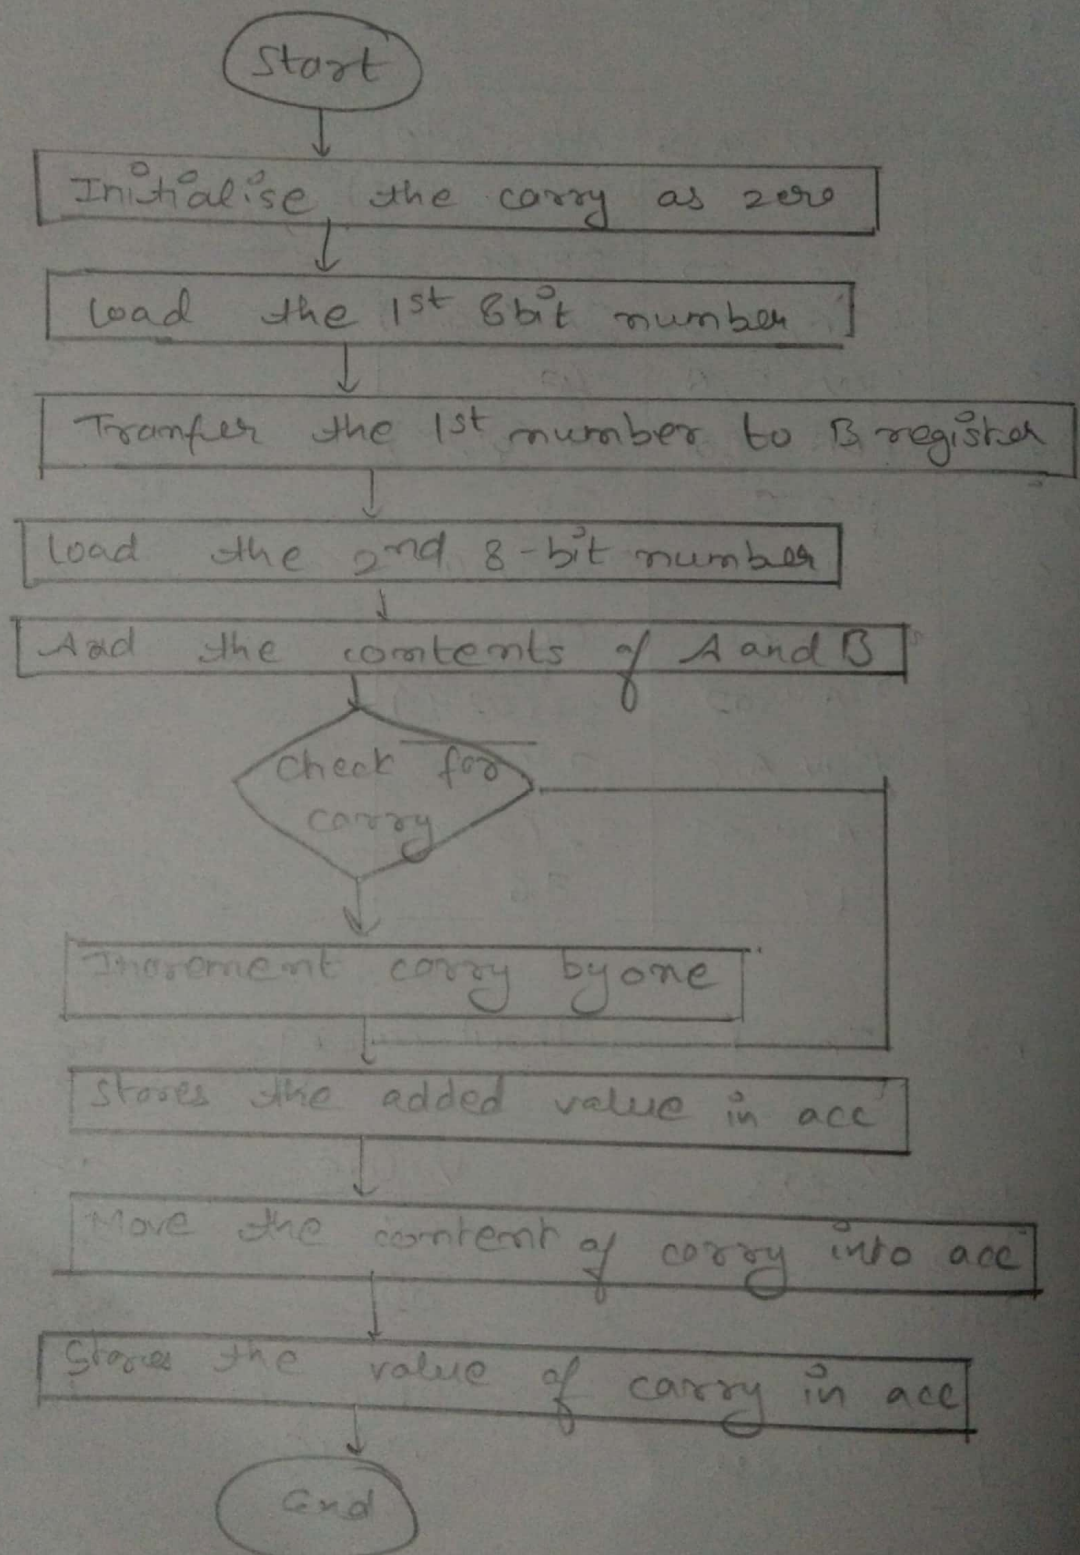 Start
Initialise the carry as zero
Load the 1st 8bit number
Tranfer the 1st number to B register
Load the 2nd 8-bit number
Add the contents of A and B
Check for
carry
Increment carry by one
Stores the added value in acc
Move the content of carry into acc
Stores the value of carry in acc
End